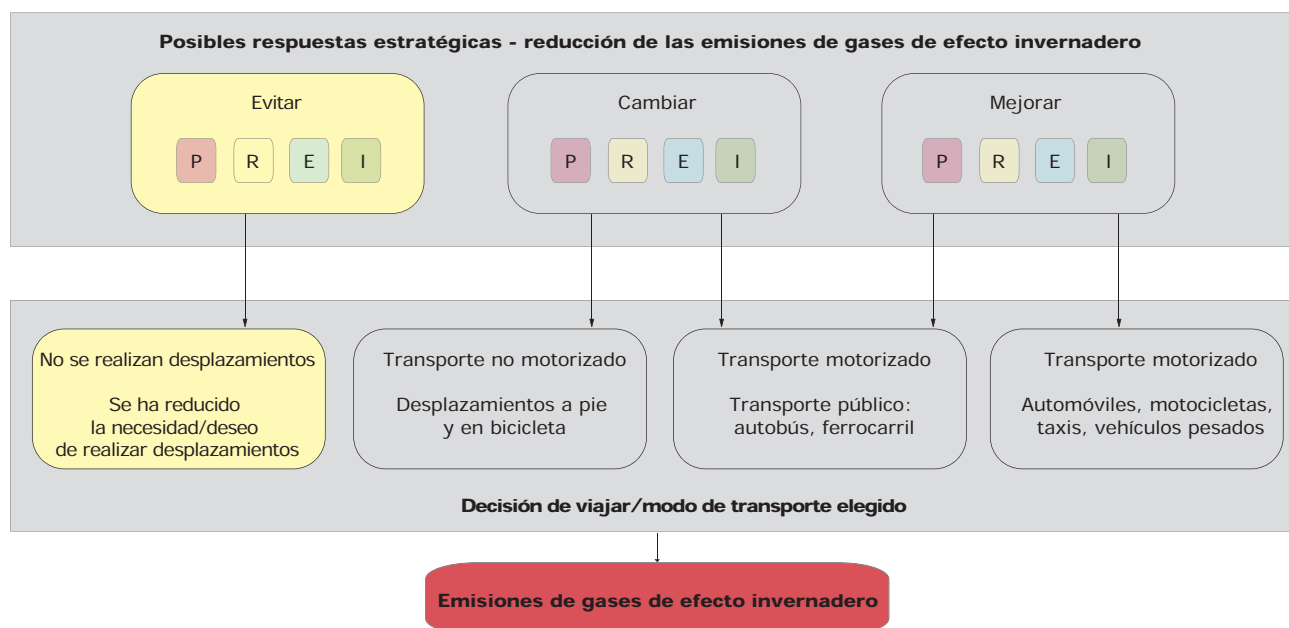 Posibles respuestas estratégicas - reducción de las emisiones de gases de efecto invernadero
Evitar
P R E I
Cambiar
P R E I
Mejorar
P R E I
No se realizan desplazamientos
Se ha reducido
la necesidad/deseo
de realizar desplazamientos
Transporte no motorizado
Desplazamientos a pie
y en bicicleta
Transporte motorizado
Transporte público:
autobús, ferrocarril
Transporte motorizado
Automóviles, motocicletas,
taxis, vehículos pesados
Decisión de viajar/modo de transporte elegido
Emisiones de gases de efecto invernadero